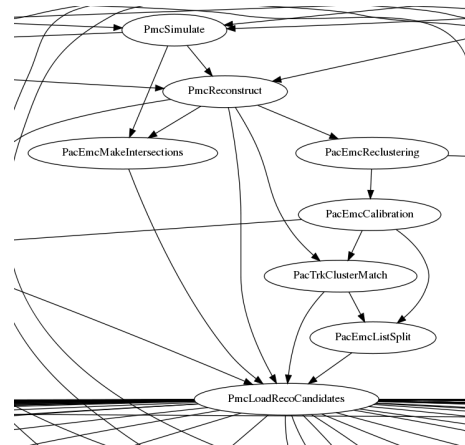 PmcSimulate
PmcReconstruct
PacEmcMakeIntersections
PacEmcReclustering
PacEmcCalibration
PacTrkClusterMatch
PacEmcListSplit
PmcLoadRecoCandidates